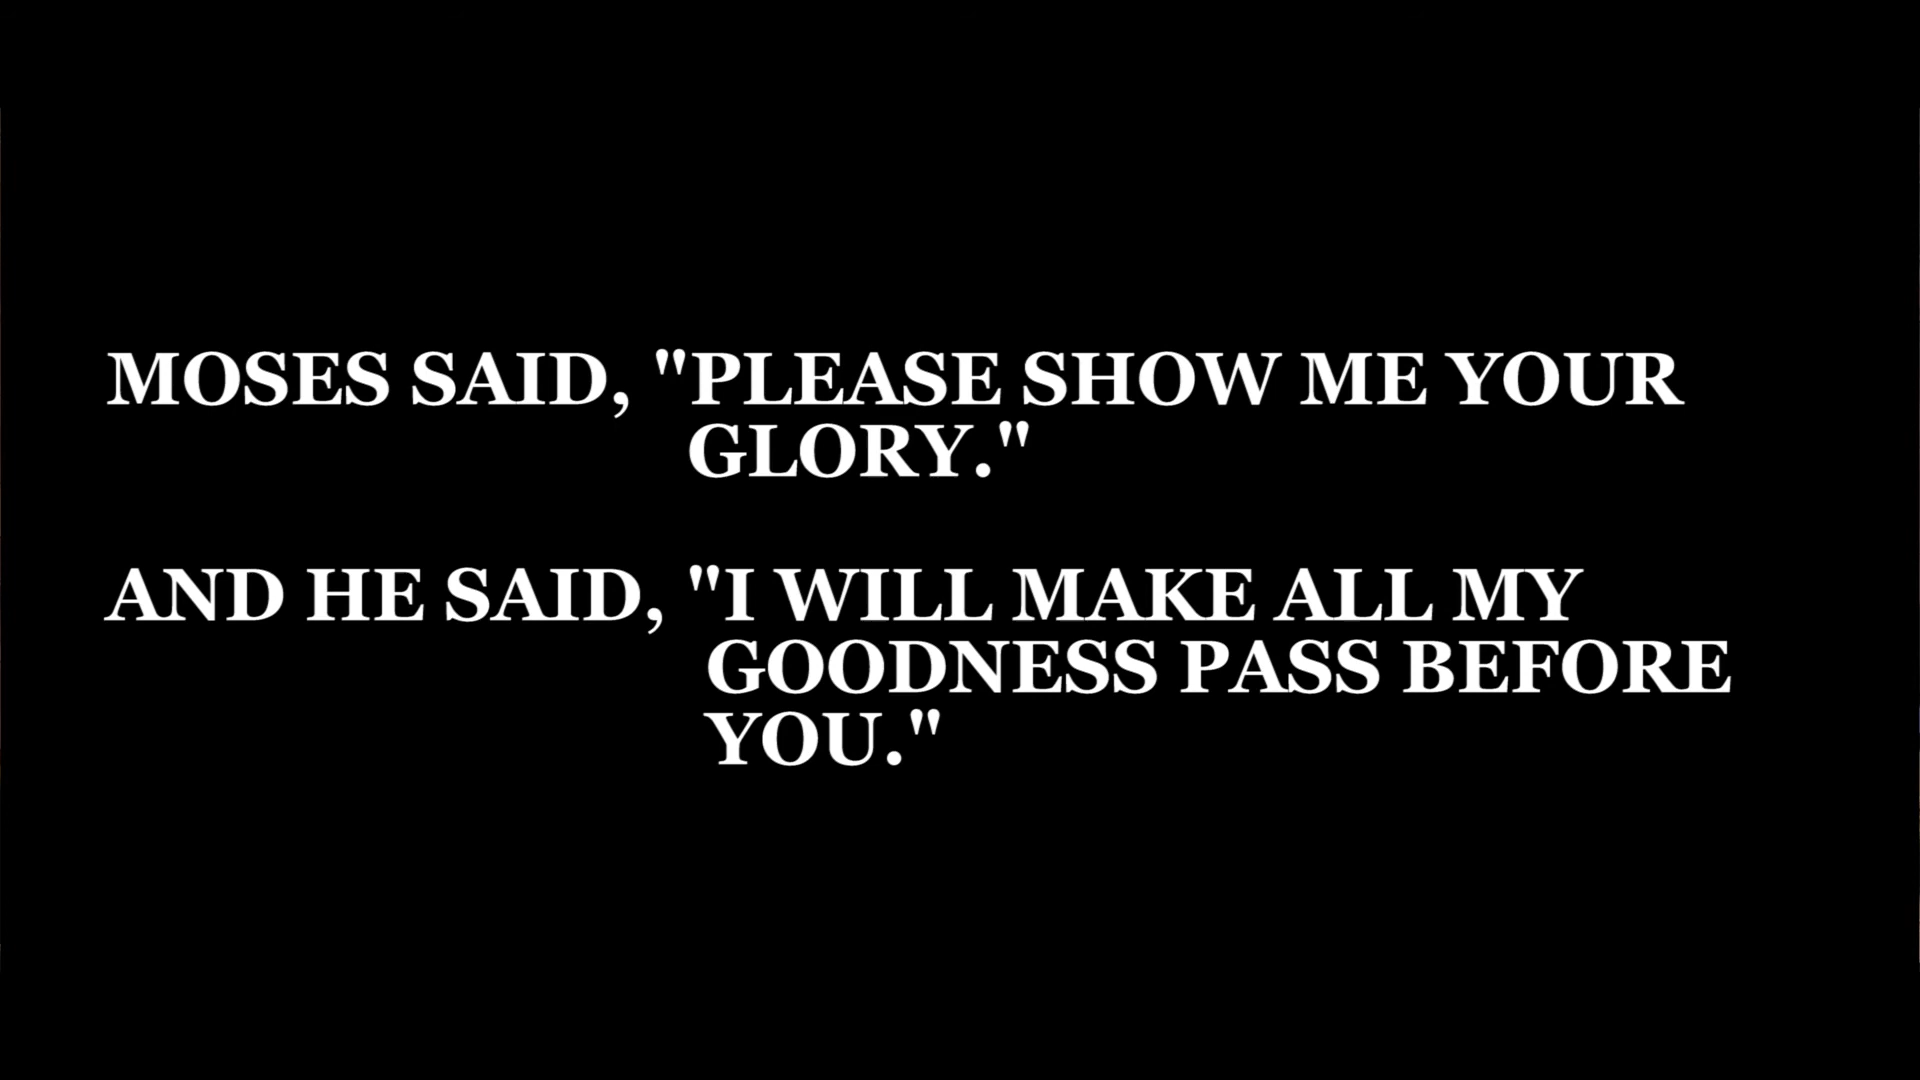 MOSES SAID, "PLEASE SHOW ME YOUR
GLORY."
AND HE SAID, "I WILL MAKE ALL MY
GOODNESS PASS BEFORE
YOU."